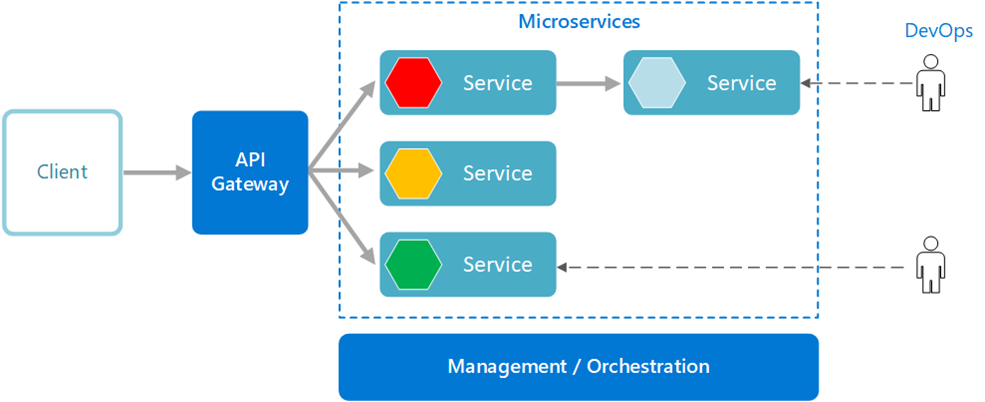 Microservices
DevOps
Service
Service
Client
API
Gateway
Service
Service
Management / Orchestration